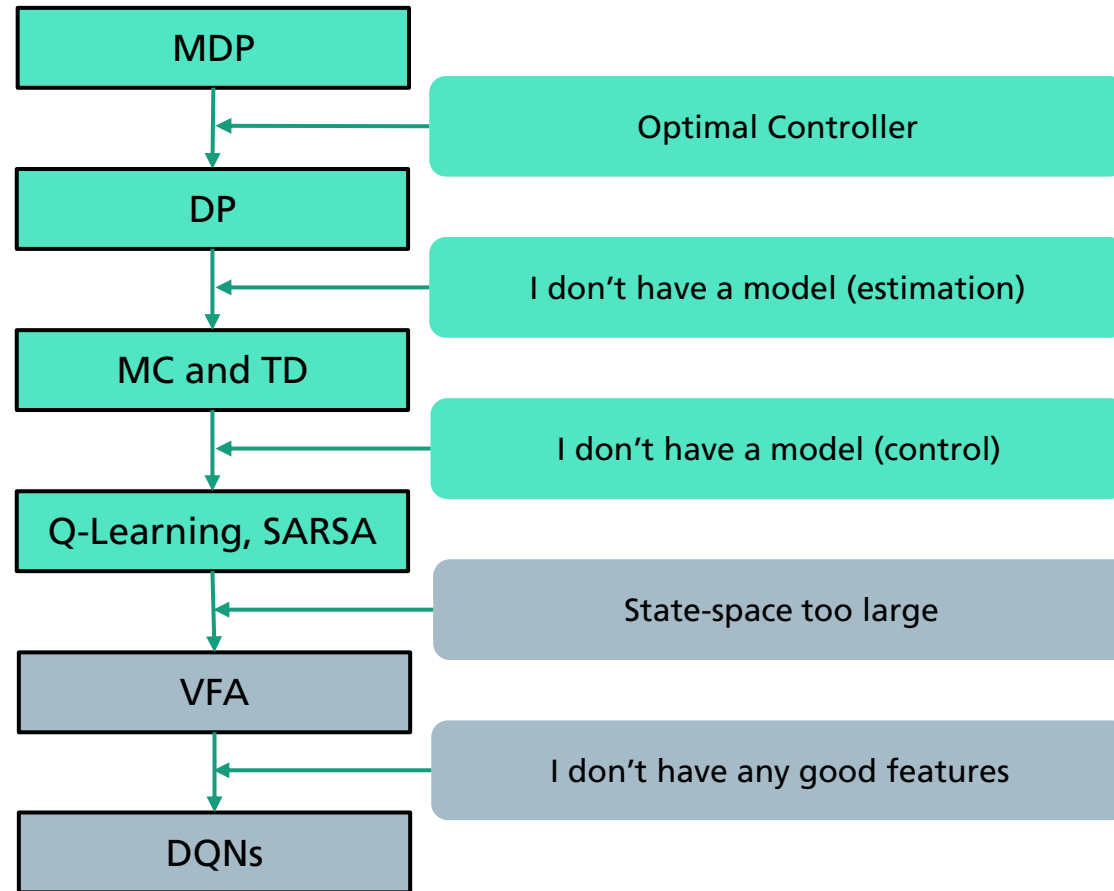 MDP
Optimal Controller
DP
I don’t have a model (estimation)
MC and TD
I don’t have a model (control)
Q-Learning, SARSA
State-space too large
VFA
I don’t have any good features
DQNs